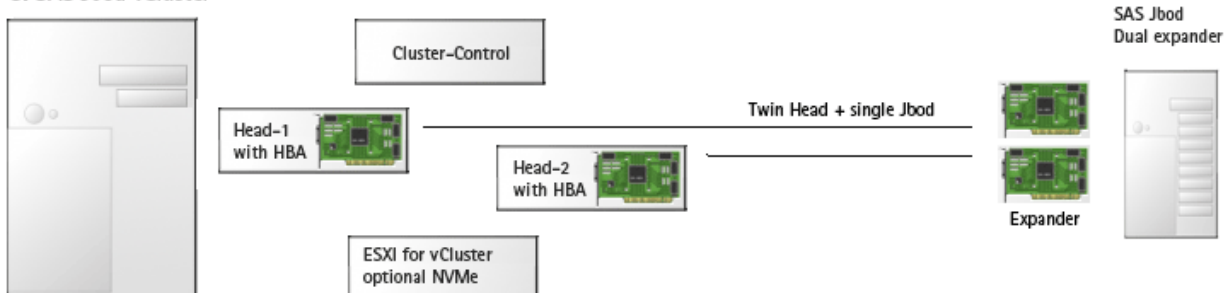 Cluster-Control
SAS Jbod
Dual expander
Twin Head + single Jbod
Head-1
with HBA
Head-2
with HBA
Expander
ESXI for vCluster
optional NVMe